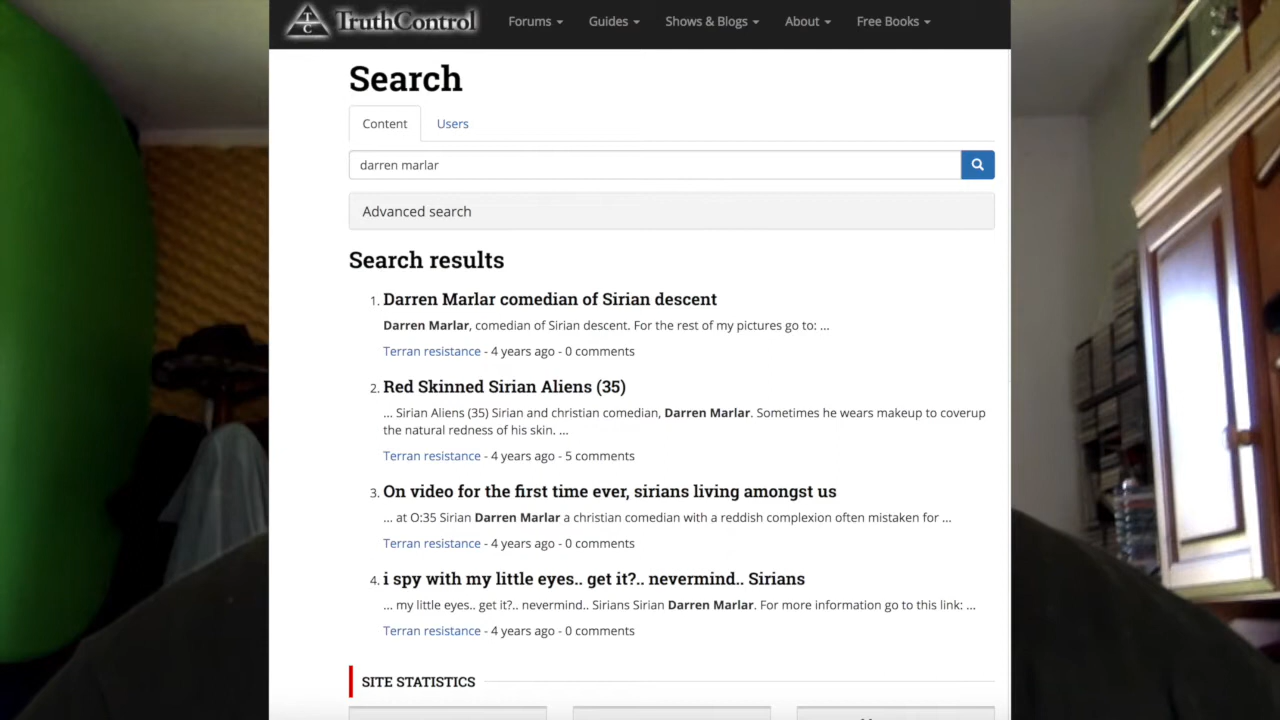 TC TruthControl Forums Guides Shows & Blogs About Free Books
Search
Content Users
darren marlar
Advanced search
Search results
1. Darren Marlar comedian of Sirian descent
Darren Marlar, comedian of Sirian descent. For the rest of my pictures go to: ...
Terran resistance - 4 years ago - 0 comments
2. Red Skinned Sirian Aliens (35)
... Sirian Aliens (35) Sirian and christian comedian, Darren Marlar. Sometimes he wears makeup to coverup
the natural redness of his skin. ...
Terran resistance - 4 years ago - 5 comments
3. On video for the first time ever, sirians living amongst us
... at O:35 Sirian Darren Marlar a christian comedian with a reddish complexion often mistaken for ...
Terran resistance - 4 years ago - 0 comments
4. i spy with my little eyes.. get it?.. nevermind.. Sirians
... my little eyes.. get it?.. nevermind.. Sirians Sirian Darren Marlar. For more information go to this link: ...
Terran resistance - 4 years ago - 0 comments
SITE STATISTICS